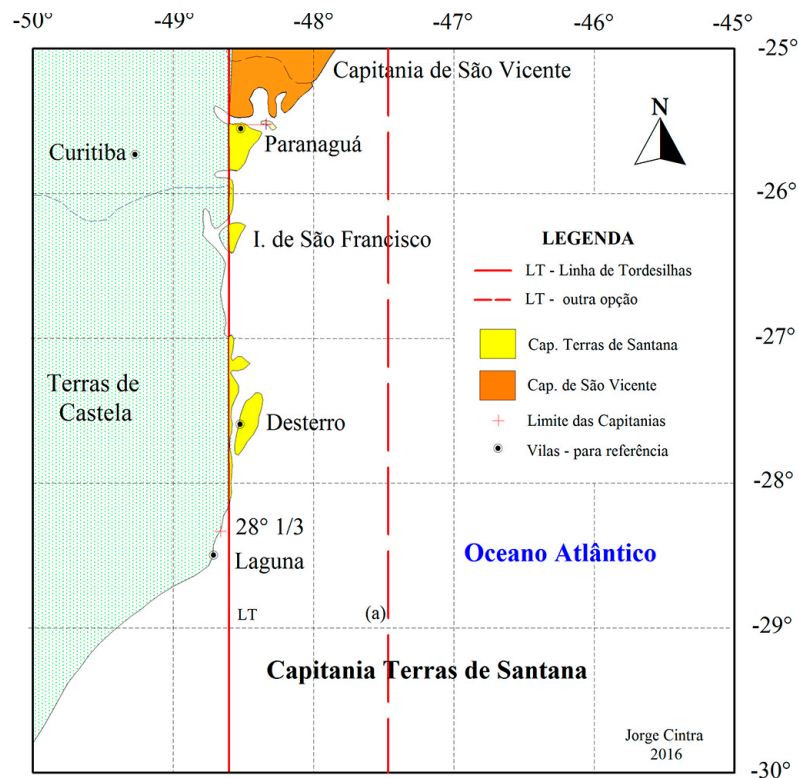 -50° -49° -48° -47° -46° -45°
-25°
Capitania de São Vicente
Paranaguá
Curitiba
N
-26°
I. de São Francisco
LEGENDA
LT - Linha de Tordesilhas
LT - outra opção
-27°
Cap. Terras de Santana
Cap. de São Vicente
Limite das Capitanias
Vilas - para referência
Terras de
Castela
Desterro
-28°
28° 1/3
Laguna
Oceano Atlântico
LT
(a)
-29°
Capitania Terras de Santana
Jorge Cintra
2016
-30°